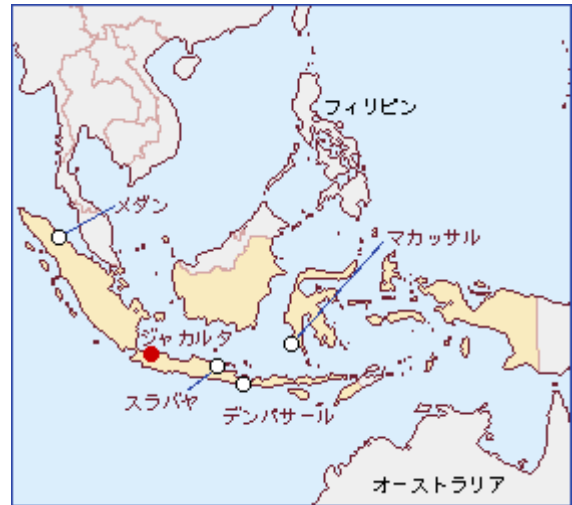 フィリピン
メダン
マカッサル
ジャカルタ
スラバヤ
デンパサール
オーストラリア